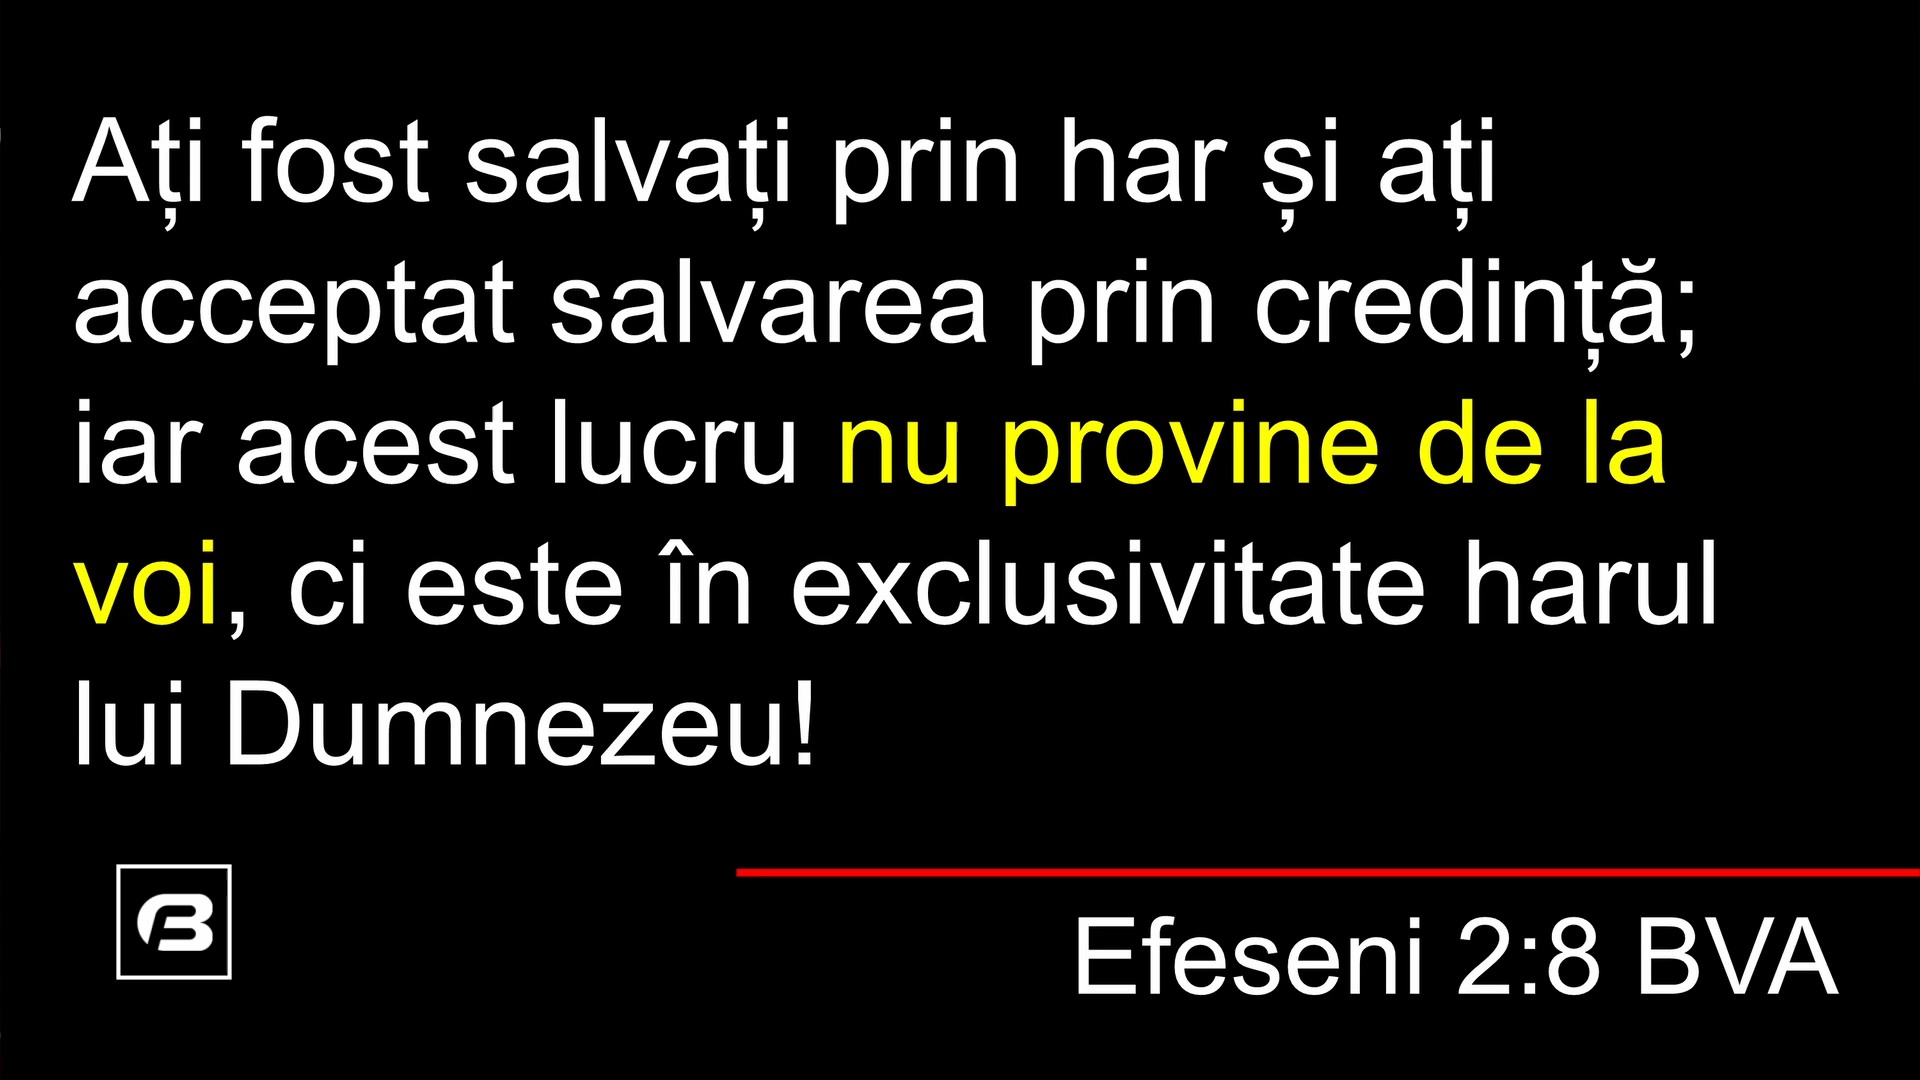 Ați fost salvați prin har și ați
acceptat salvarea prin credință;
iar acest lucru nu provine de la
voi, ci este în exclusivitate harul
lui Dumnezeu!
B
Efeseni 2:8 BVA